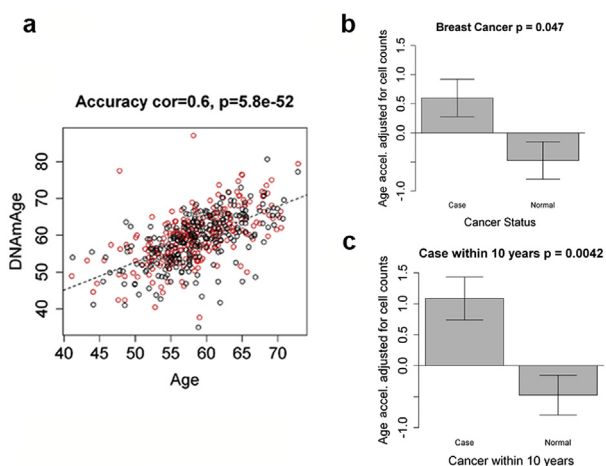 a
Accuracy cor=0.6, p=5.8e-52
DNAmAge
80
70
60
50
40
40 45 50 55 60 65 70
Age
b
Breast Cancer p = 0.047
Age accel. adjusted for cell counts
1.5
1.0
0.5
0.0
-1.0
Case Normal
Cancer Status
c
Case within 10 years p = 0.0042
Age accel. adjusted for cell counts
1.5
1.0
0.5
0.0
-1.0
Case Normal
Cancer within 10 years